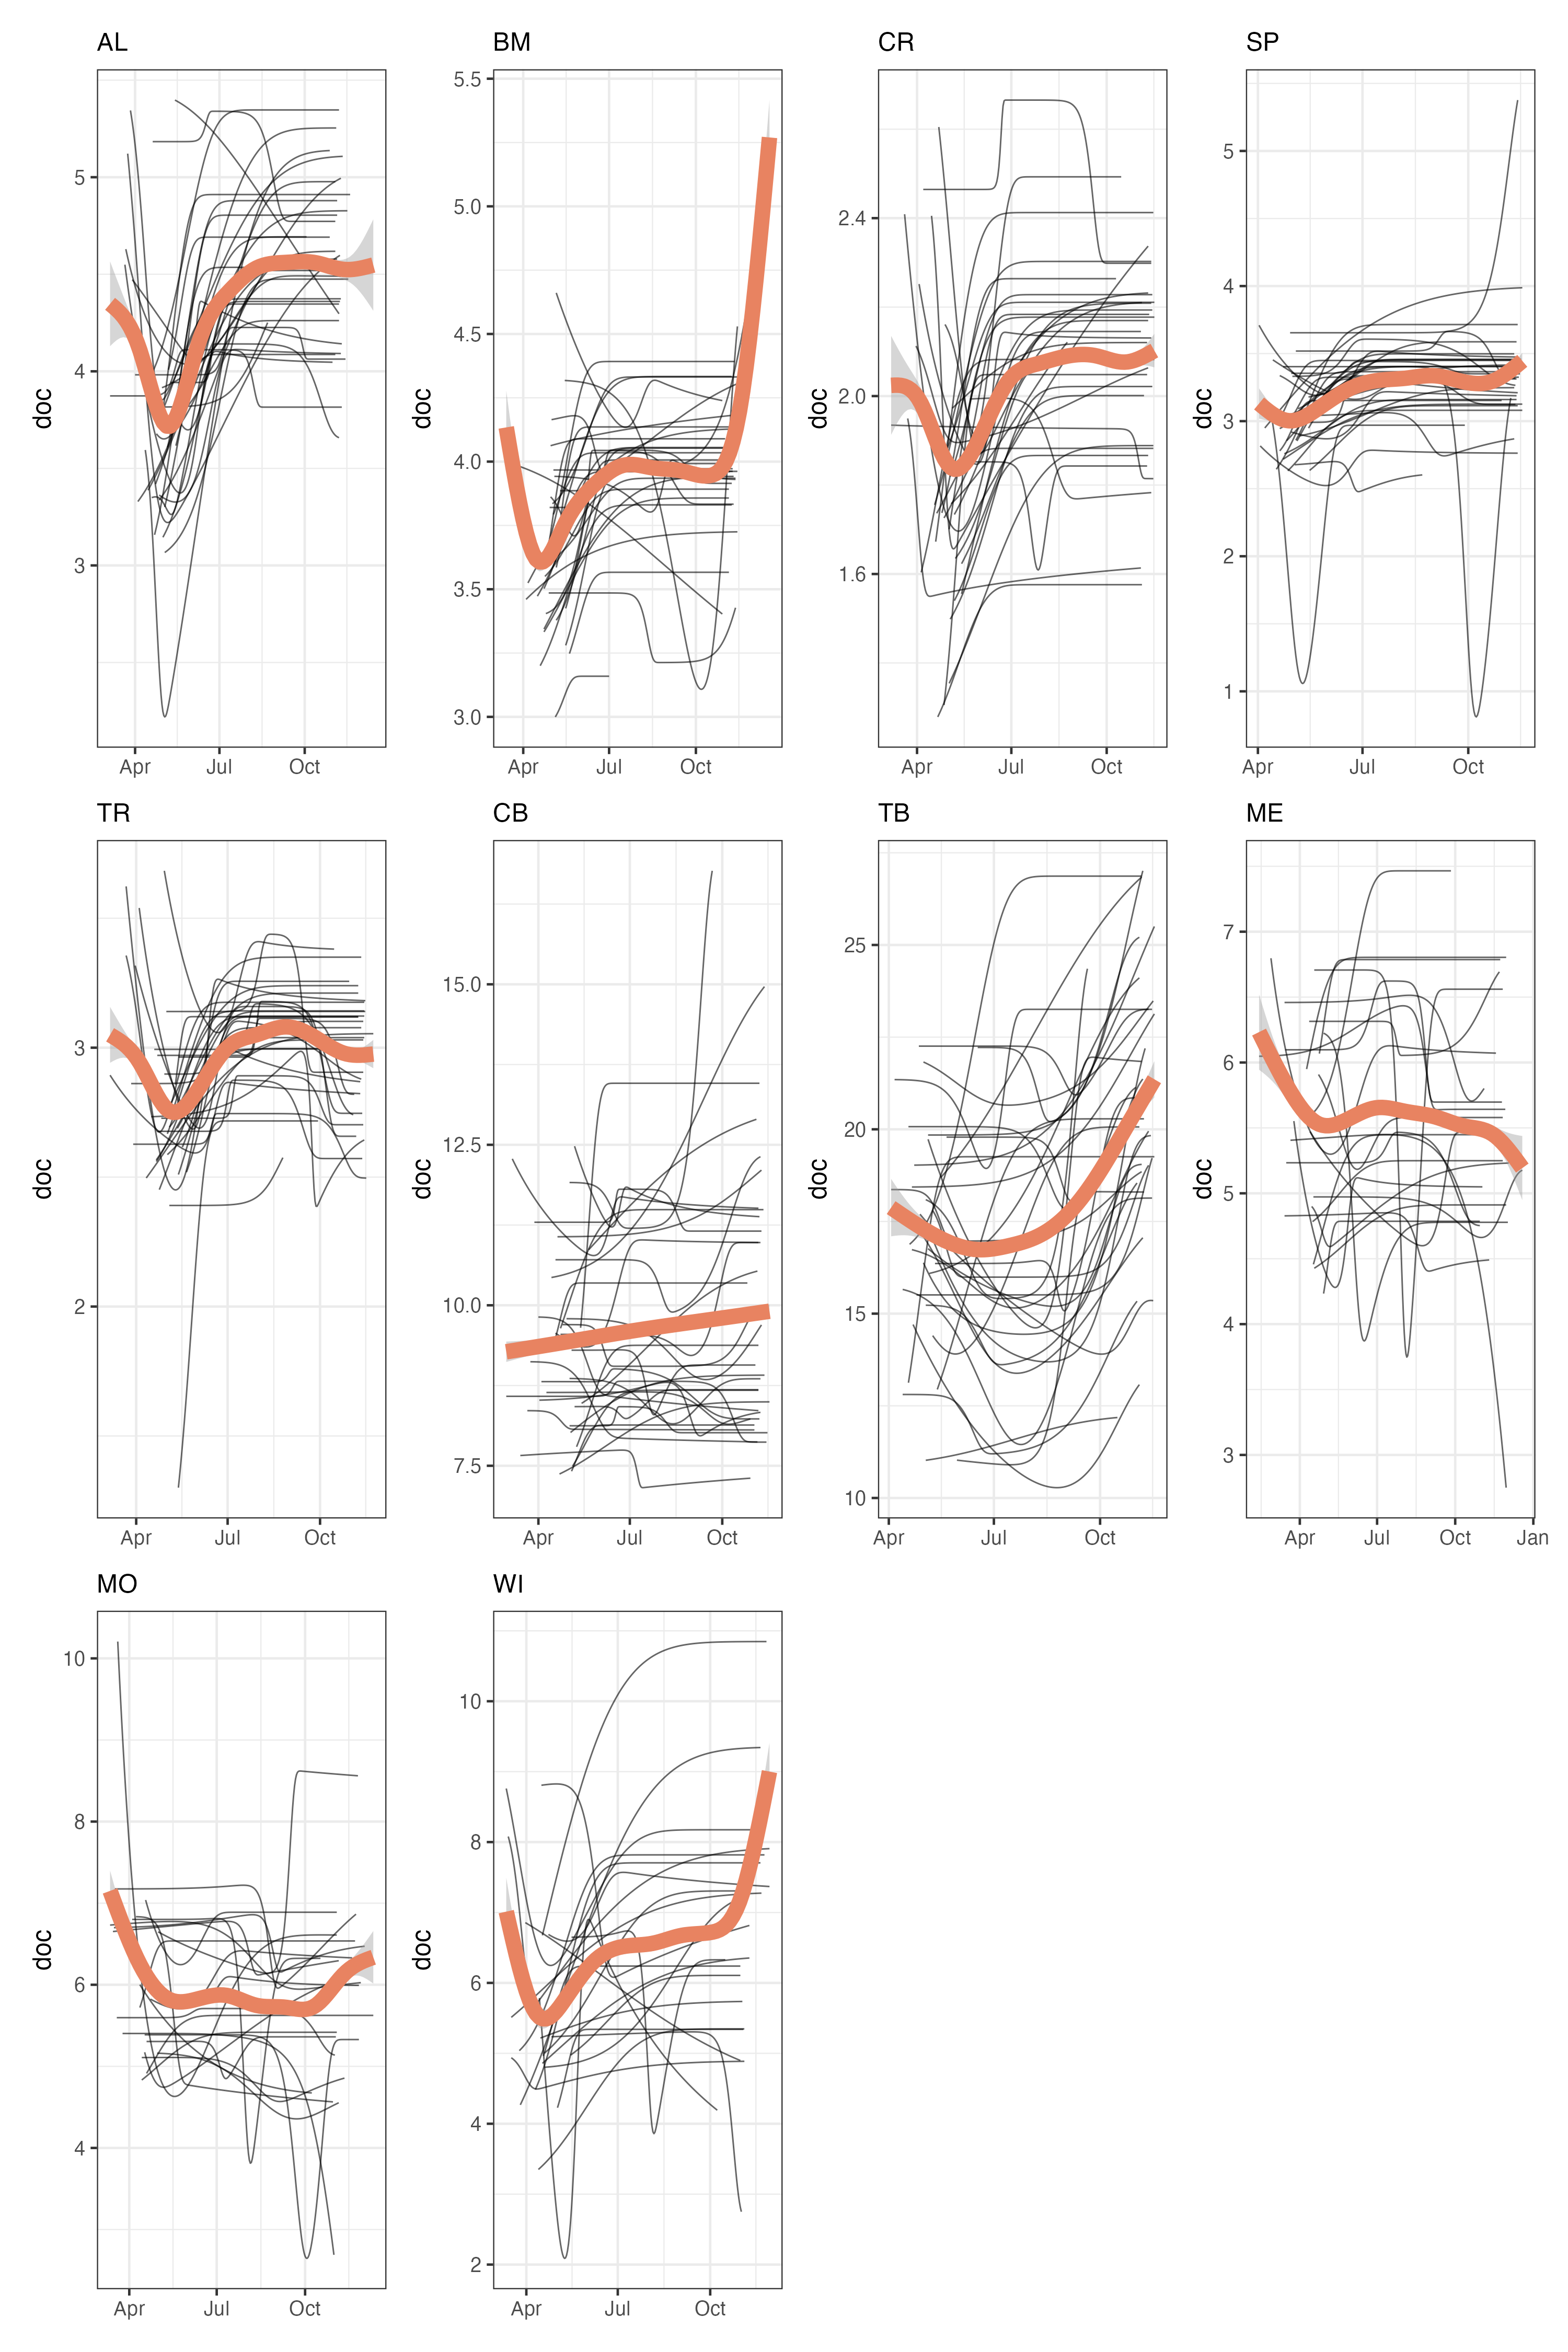 AL BM CR SP
5.5
5 5.0 2.4 5
4.5 4
4 4.0 2.0 3
doc doc doc doc
3.5 2
3 1.6
3.0 1
Apr Jul Oct Apr Jul Oct Apr Jul Oct Apr Jul Oct
TR CB TB ME
15.0 25 7
3 12.5 20 6
doc doc doc doc
10.0 5
2 15 4
7.5 10 3
Apr Jul Oct Apr Jul Oct Apr Jul Oct Apr Jul Oct Jan
MO WI
10 10
8 8
doc doc
6 6
4 4
2
Apr Jul Oct Apr Jul Oct